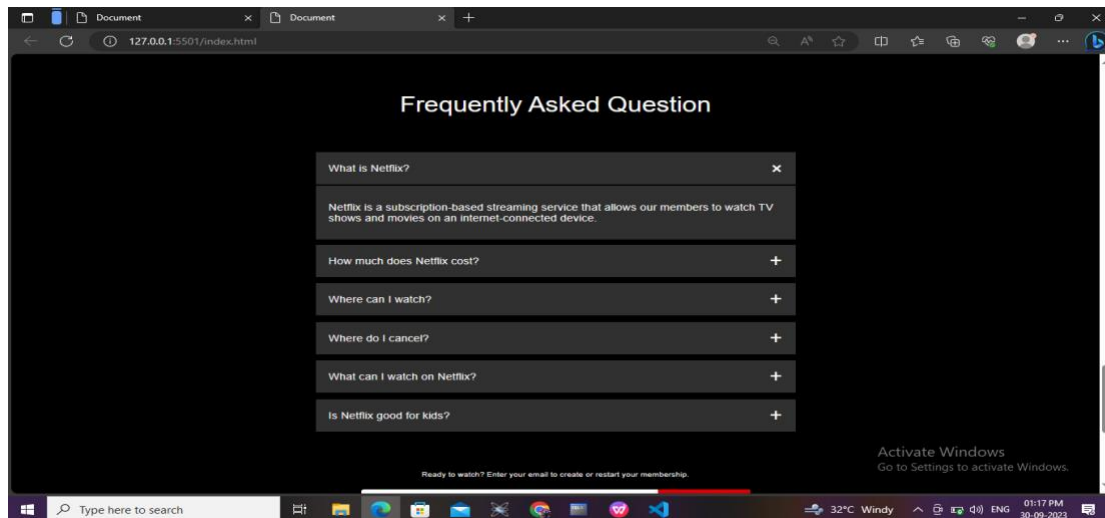 Document
Document
127.0.0.1:5501/index.html
Frequently Asked Question
What is Netflix?
Netflix is a subscription-based streaming service that allows our members to watch TV
shows and movies on an internet-connected device.
How much does Netflix cost?
Where can I watch?
Where do I cancel?
What can I watch on Netflix?
Is Netflix good for kids?
Ready to watch? Enter your email to create or restart your membership.
Activate Windows
Go to Settings to activate Windows.
Type here to search
32°C Windy
ENG
01:17 PM
30-09-2023